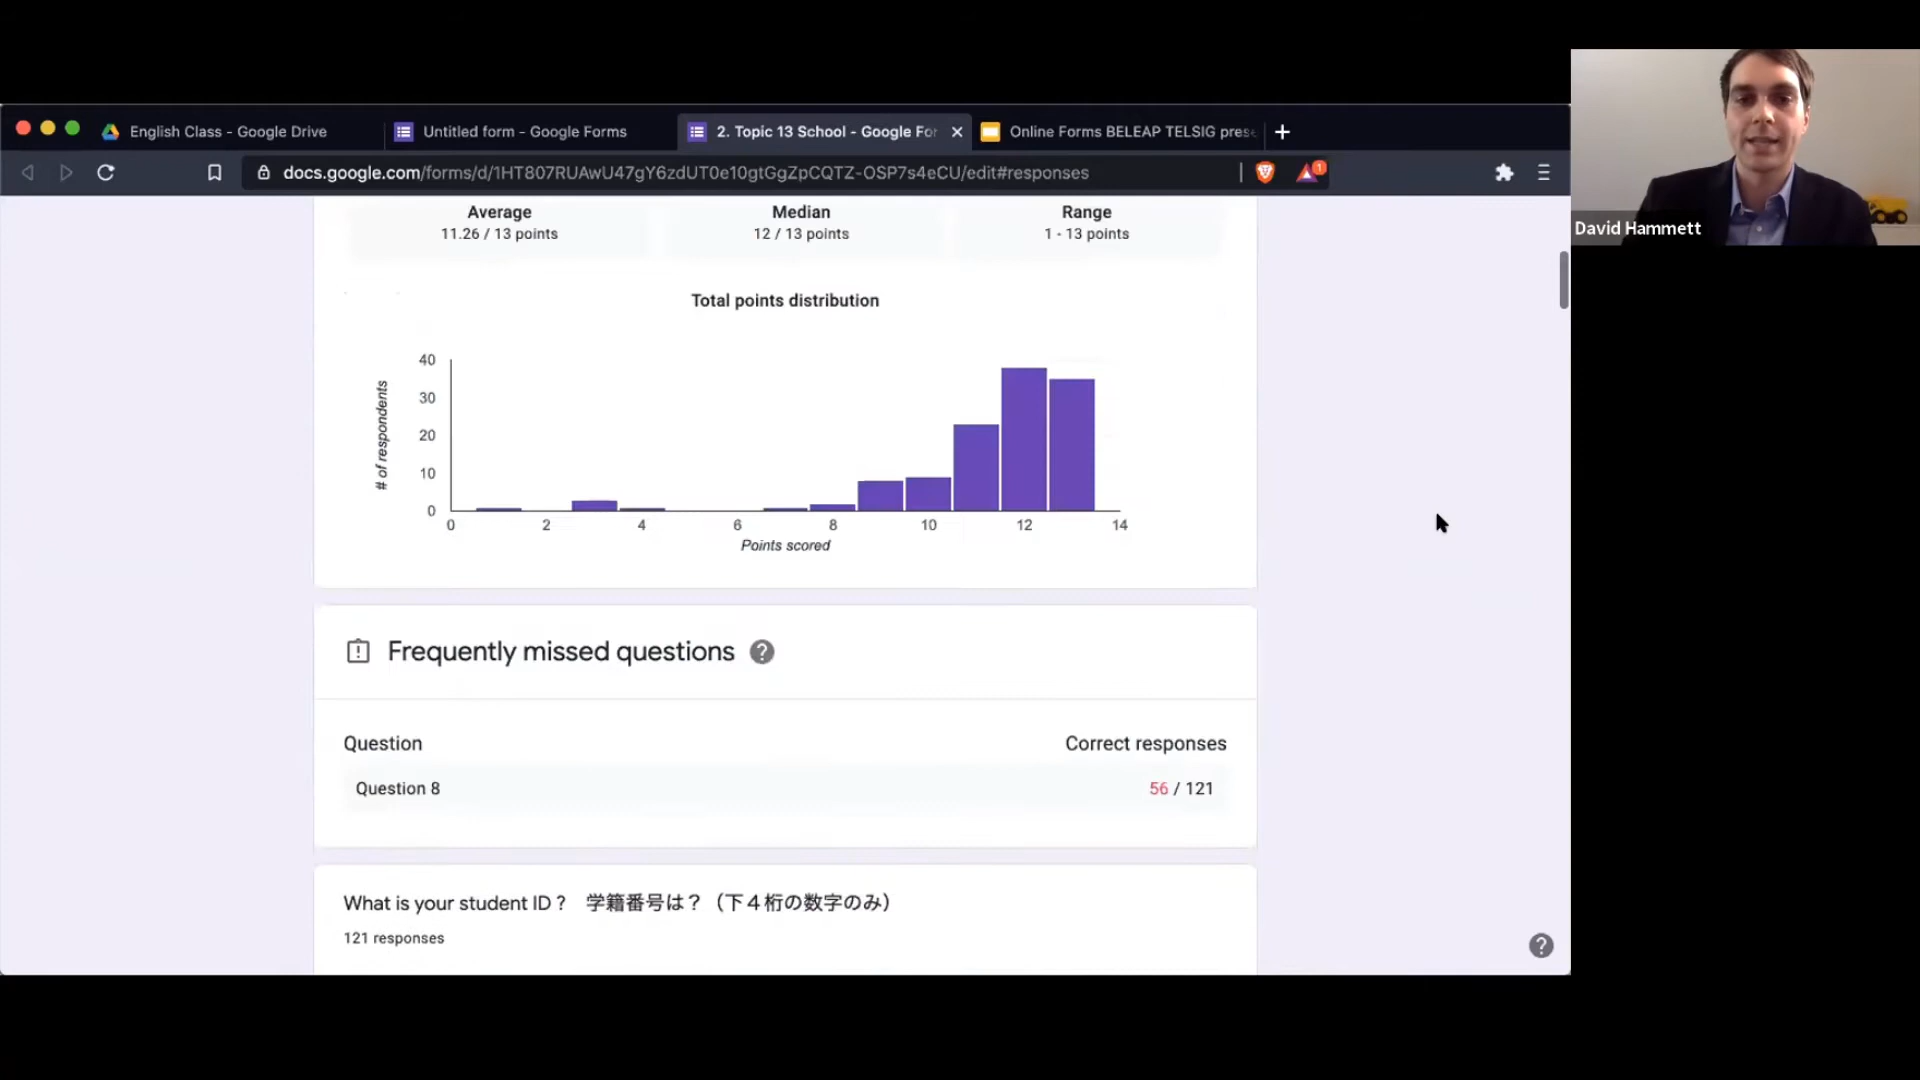 English Class - Google Drive
Untitled form - Google Forms
2. Topic 13 School - Google For
Online Forms BELEAP TELSIG prese
docs.google.com/forms/d/1HT807RUAwU47gY6zdUT0e10gtGgZpCQTZ-OSP7s4eCU/edit#responses
1
David Hammett
Average
Median
Range
11.26 / 13 points
12 / 13 points
1 - 13 points
Total points distribution
# of respondents
40
30
20
10
0
0 2 4 6 8 10 12 14
Points scored
Frequently missed questions
Question
Correct responses
Question 8
56 / 121
What is your student ID？ 学籍番号は？（下４桁の数字のみ）
121 responses